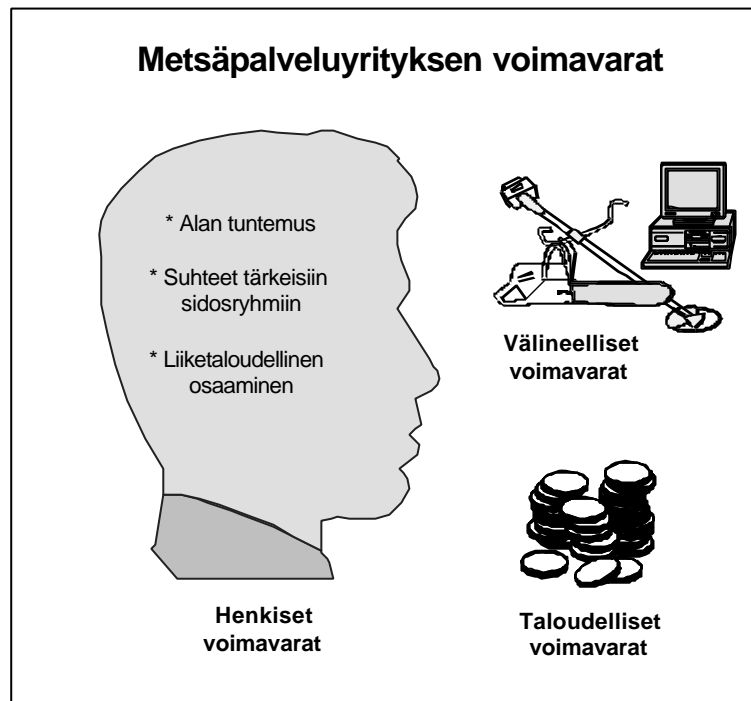 Metsäpalveluyrityksen voimavarat
* Alan tuntemus
* Suhteet tärkeisiin
sidosryhmiin
* Liiketaloudellinen
osaaminen
Henkiset
voimavarat
Välineelliset
voimavarat
Taloudelliset
voimavarat